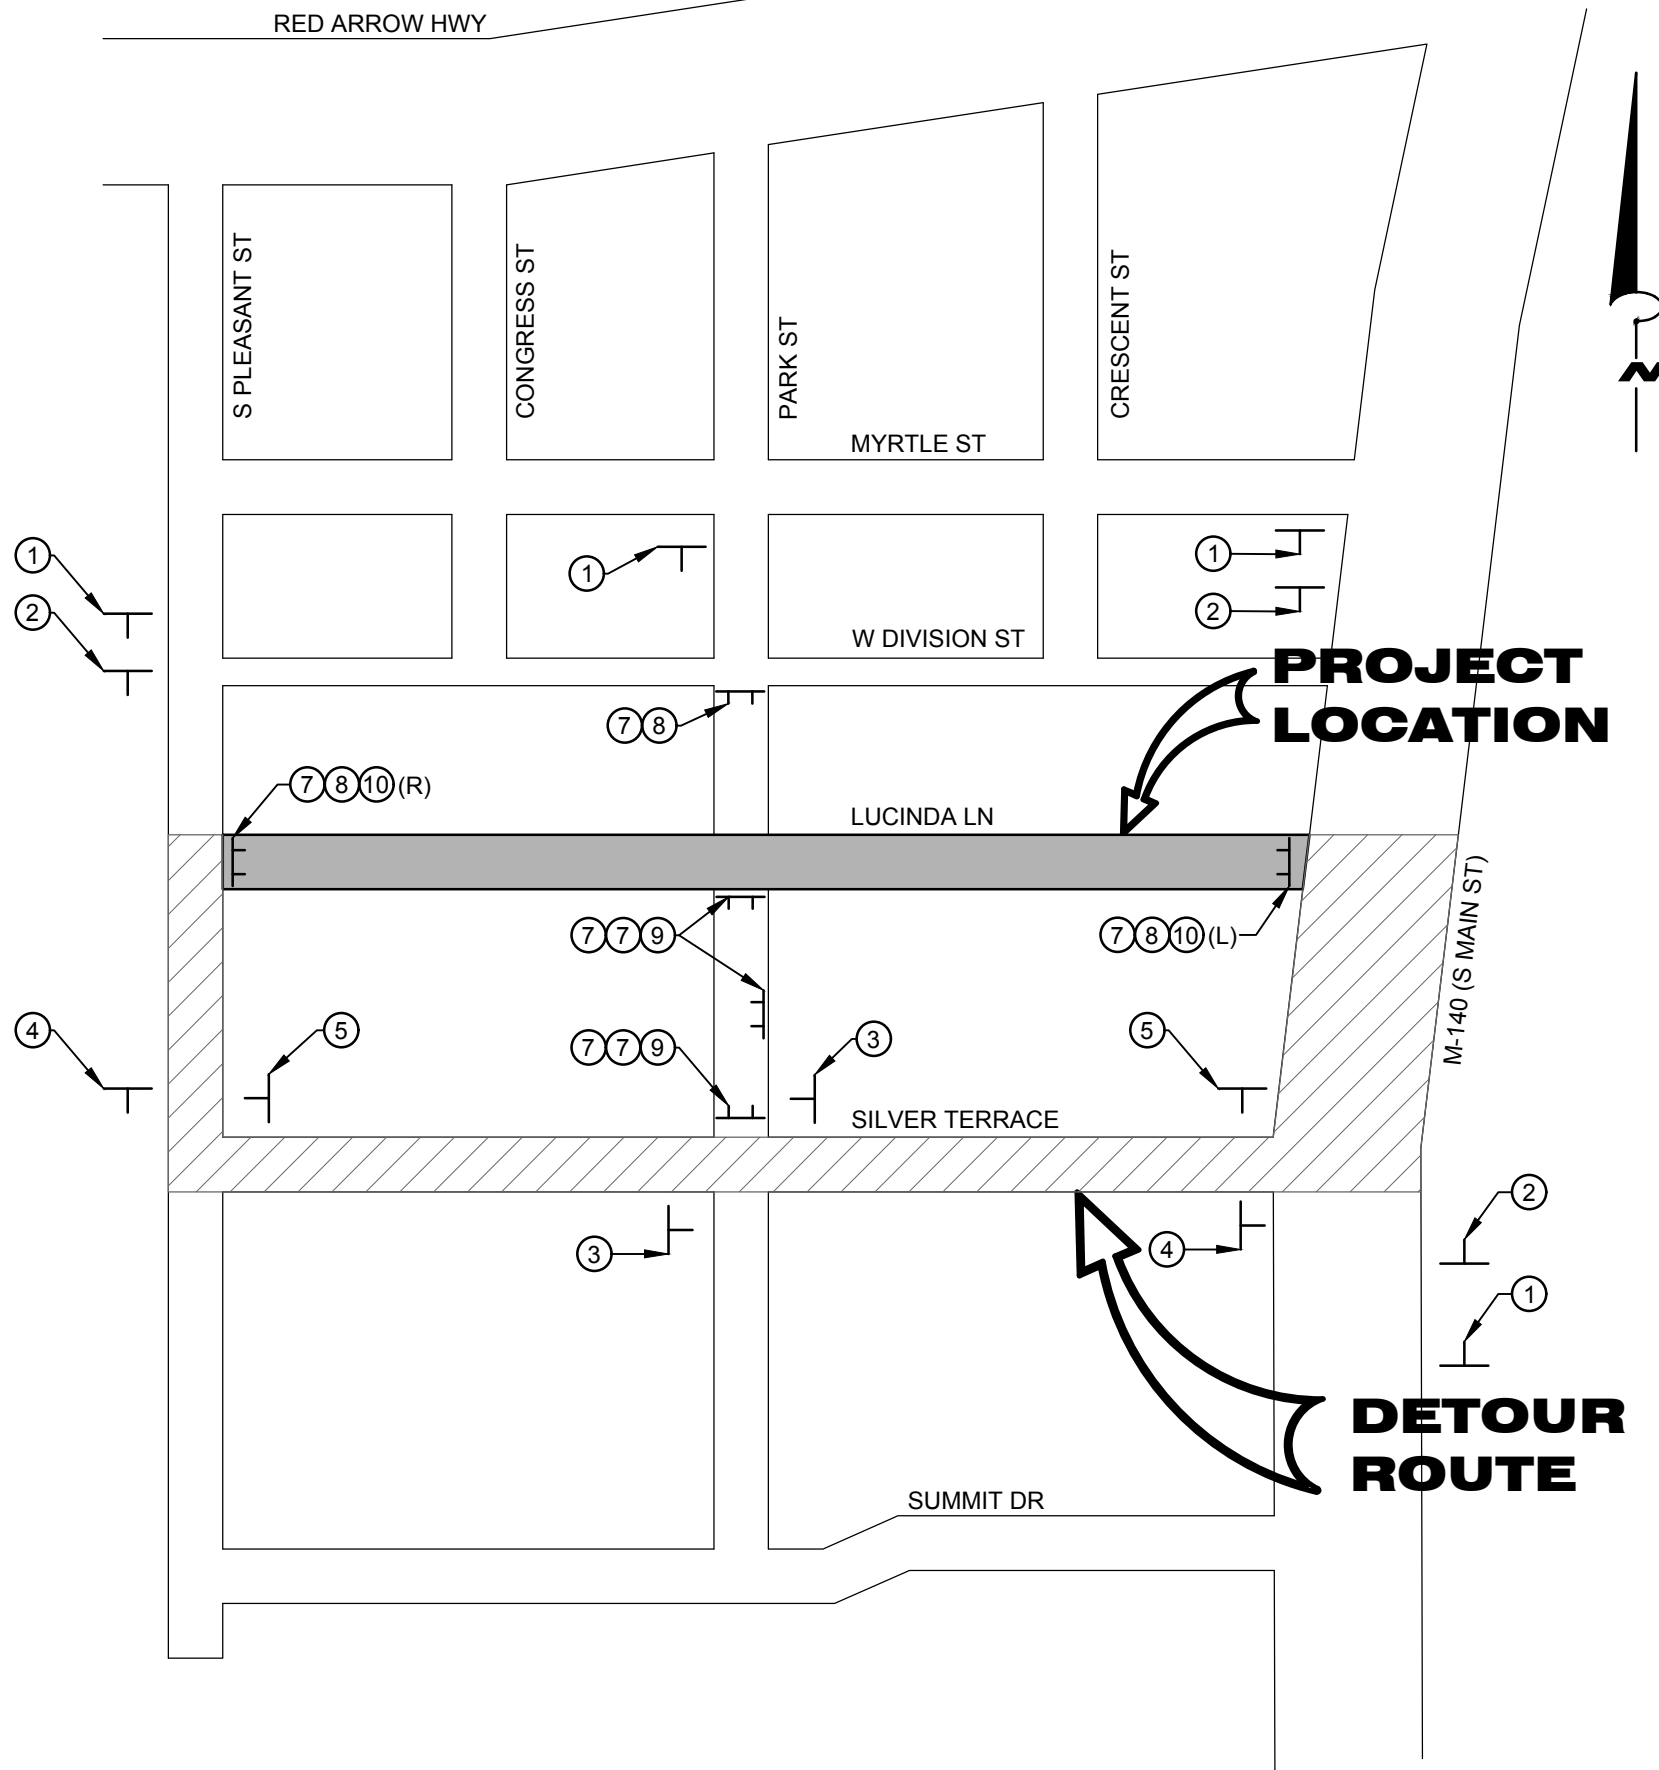 RED ARROW HWY
S PLEASANT ST
CONGRESS ST
PARK ST
CRESCENT ST
N
MYRTLE ST
1
1
1
2
2
W DIVISION ST
PROJECT
LOCATION
7 8
7 8 10 (R)
LUCINDA LN
7 7 9
7 8 10 (L)
M-140 (S MAIN ST)
4
5
7 7 9
3
5
SILVER TERRACE
3
4
2
1
DETOUR
ROUTE
SUMMIT DR